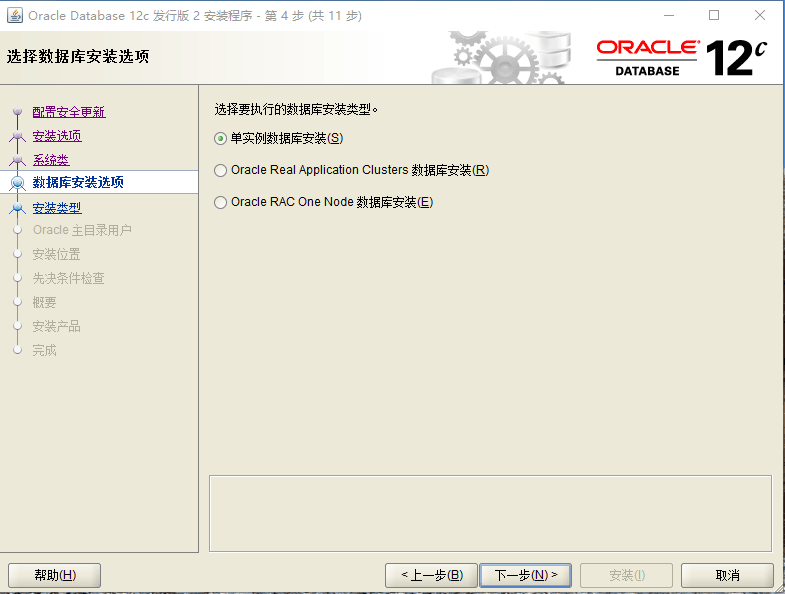 Oracle Database 12c 发行版 2 安装程序 - 第 4 步 (共 11 步)
选择数据库安装选项
ORACLE
DATABASE
12c
配置安全更新
安装选项
系统类
数据库安装选项
安装类型
Oracle 主目录用户
安装位置
先决条件检查
概要
安装产品
完成
选择要执行的数据库安装类型。
单实例数据库安装(S)
Oracle Real Application Clusters 数据库安装(R)
Oracle RAC One Node 数据库安装(E)
帮助(H)
< 上一步(B)
下一步(N) >
安装(I)
取消